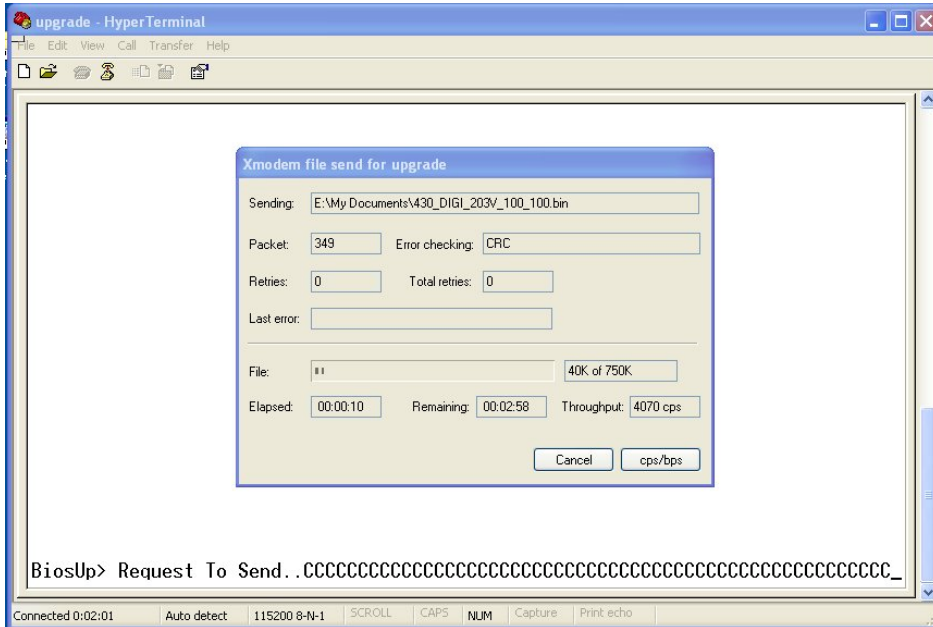 upgrade - HyperTerminal
File Edit View Call Transfer Help
Xmodem file send for upgrade
Sending: E:\My Documents\430_DIGI_203V_100_100.bin
Packet: 349 Error checking: CRC
Retries: 0 Total retries: 0
Last error:
File: 40K of 750K
Elapsed: 00:00:10 Remaining: 00:02:58 Throughput: 4070 cps
Cancel cps/bps
BiosUp> Request To Send..CCCCCCCCCCCCCCCCCCCCCCCCCCCCCCCCCCCCCCCCCCCCCCCCCCCCCC_
Connected 0:02:01 Auto detect 115200 8-N-1 SCROLL CAPS NUM Capture Print echo